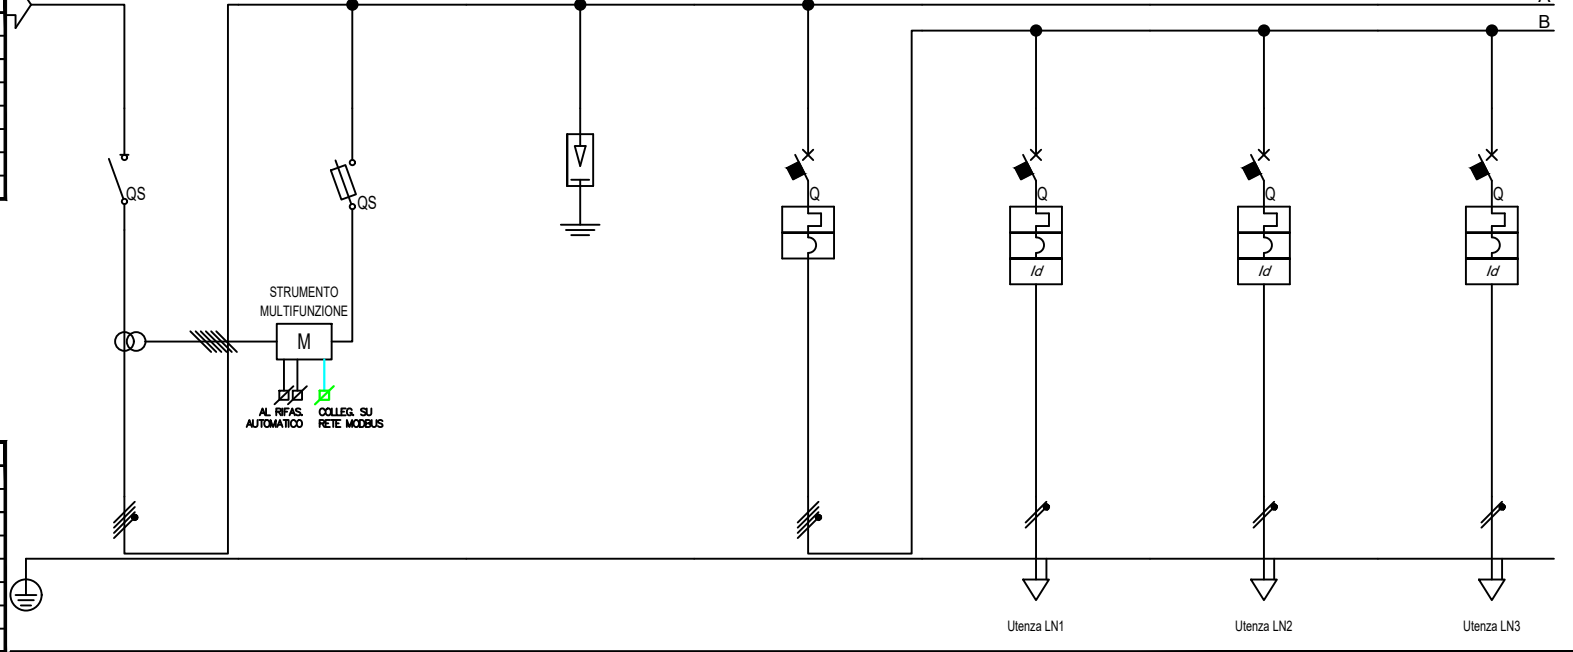 A
B
QS
QS
Q
Q
Q
Q
Id
Id
Id
STRUMENTO
MULTIFUNZIONE
M
AL RIFAS.
AUTOMATICO
COLLEG. SU
RETE MODBUS
Utenza LN1
Utenza LN2
Utenza LN3